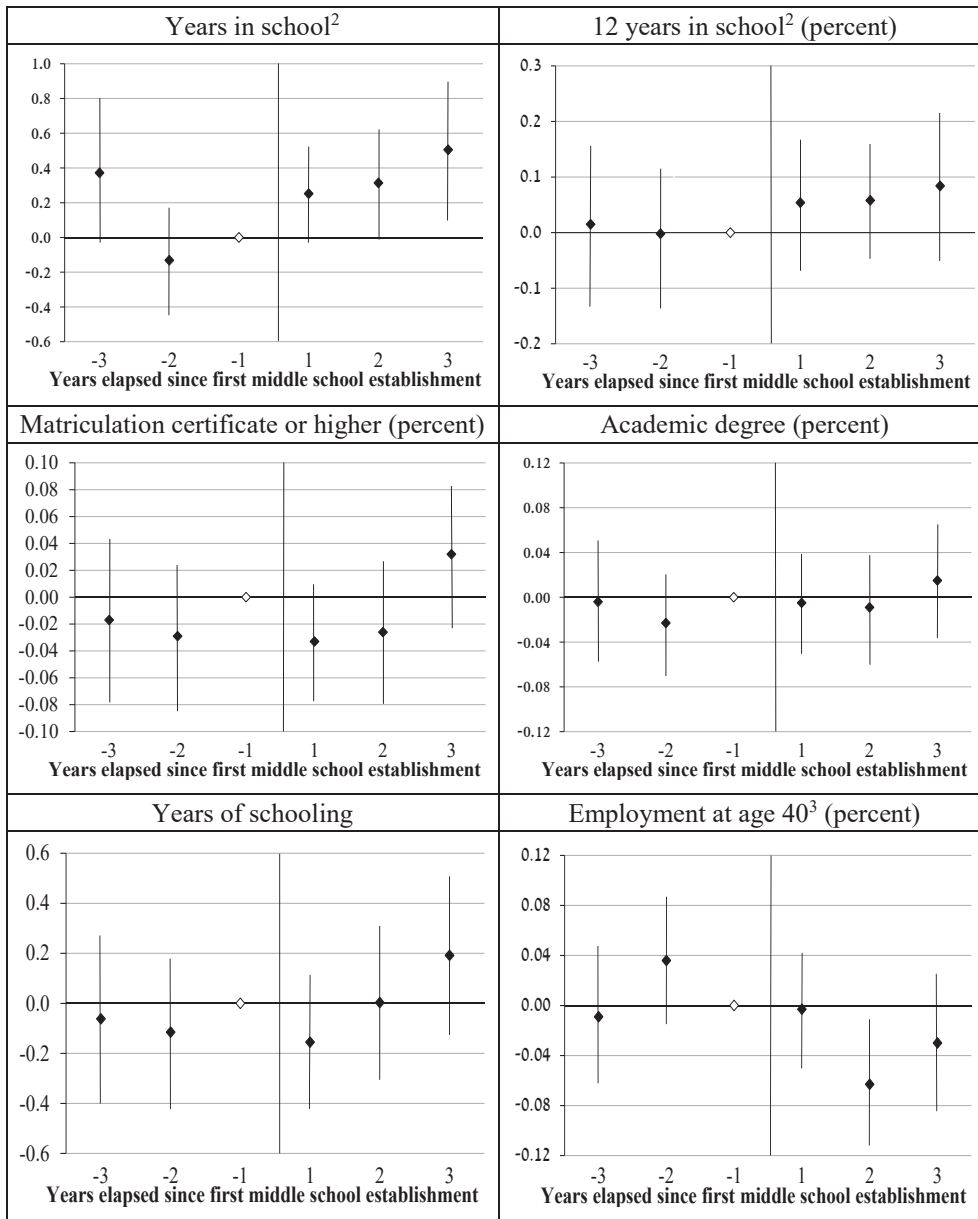 Years in school²
1.0
0.8
0.6
0.4
0.2
0.0
-0.2
-0.4
-0.6
-3 -2 -1 1 2 3
Years elapsed since first middle school establishment
12 years in school² (percent)
0.3
0.2
0.1
0.0
-0.1
-0.2
-3 -2 -1 1 2 3
Years elapsed since first middle school establishment
Matriculation certificate or higher (percent)
0.10
0.08
0.06
0.04
0.02
0.00
-0.02
-0.04
-0.06
-0.08
-0.10
-3 -2 -1 1 2 3
Years elapsed since first middle school establishment
Academic degree (percent)
0.12
0.08
0.04
0.00
-0.04
-0.08
-0.12
-3 -2 -1 1 2 3
Years elapsed since first middle school establishment
Years of schooling
0.6
0.4
0.2
0.0
-0.2
-0.4
-0.6
-3 -2 -1 1 2 3
Years elapsed since first middle school establishment
Employment at age 40³ (percent)
0.12
0.08
0.04
0.00
-0.04
-0.08
-0.12
-3 -2 -1 1 2 3
Years elapsed since first middle school establishment